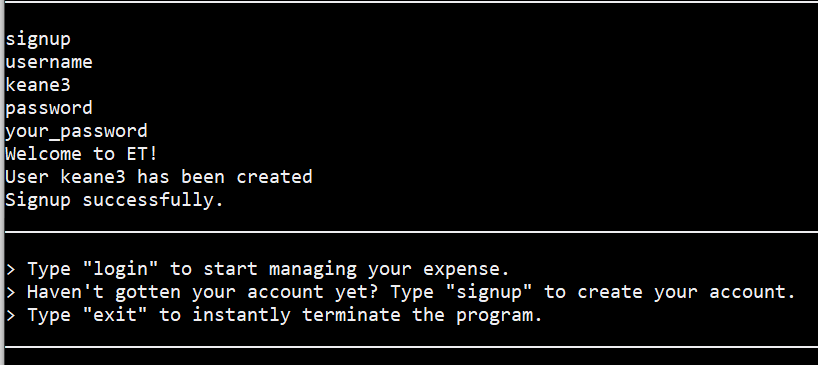 signup
username
keane3
password
your_password
Welcome to ET!
User keane3 has been created
Signup successfully.
> Type "login" to start managing your expense.
> Haven't gotten your account yet? Type "signup" to create your account.
> Type "exit" to instantly terminate the program.